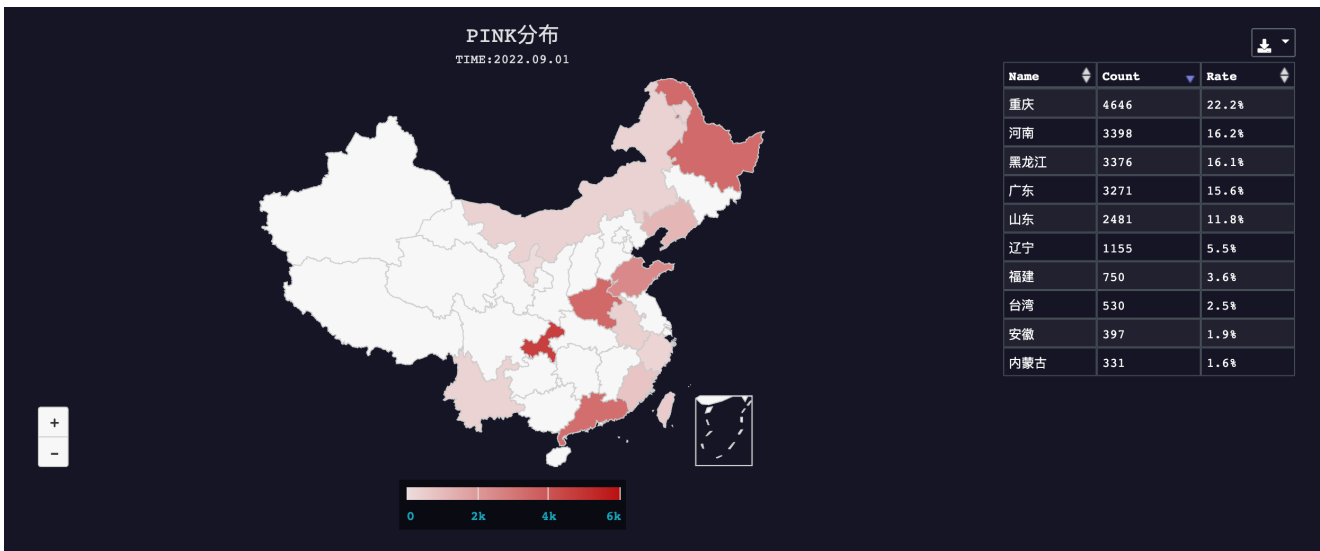 PINK分布
TIME:2022.09.01
Name Count Rate
重庆 4646 22.2%
河南 3398 16.2%
黑龙江 3376 16.1%
广东 3271 15.6%
山东 2481 11.8%
辽宁 1155 5.5%
福建 750 3.6%
台湾 530 2.5%
安徽 397 1.9%
内蒙古 331 1.6%
+
−
0 2k 4k 6k